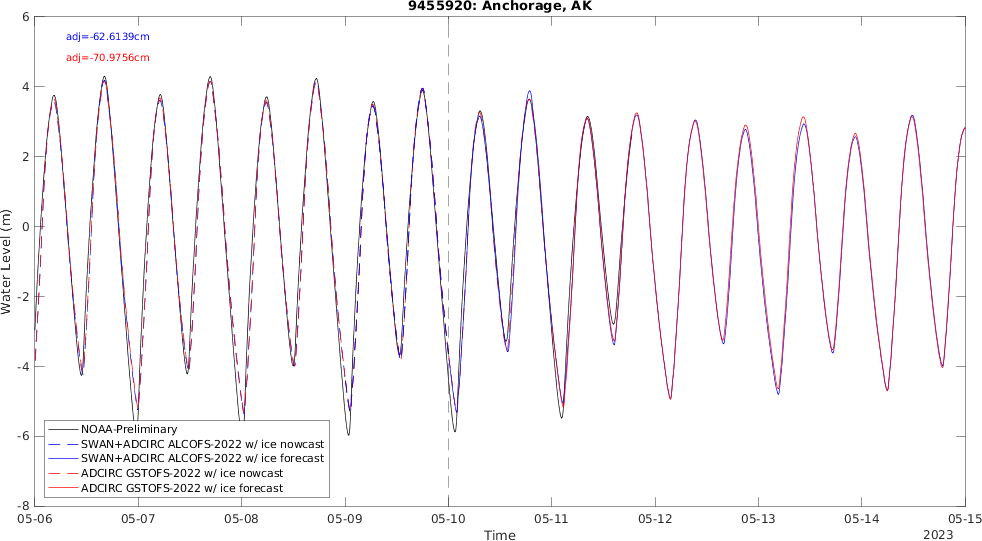 9455920: Anchorage, AK
adj=-62.6139cm
adj=-70.9756cm
Water Level (m)
6
4
2
0
-2
-4
-6
-8
NOAA-Preliminary
SWAN+ADCIRC ALCOFS-2022 w/ ice nowcast
SWAN+ADCIRC ALCOFS-2022 w/ ice forecast
ADCIRC GSTOFS-2022 w/ ice nowcast
ADCIRC GSTOFS-2022 w/ ice forecast
05-06 05-07 05-08 05-09 05-10 05-11 05-12 05-13 05-14 05-15
Time
2023